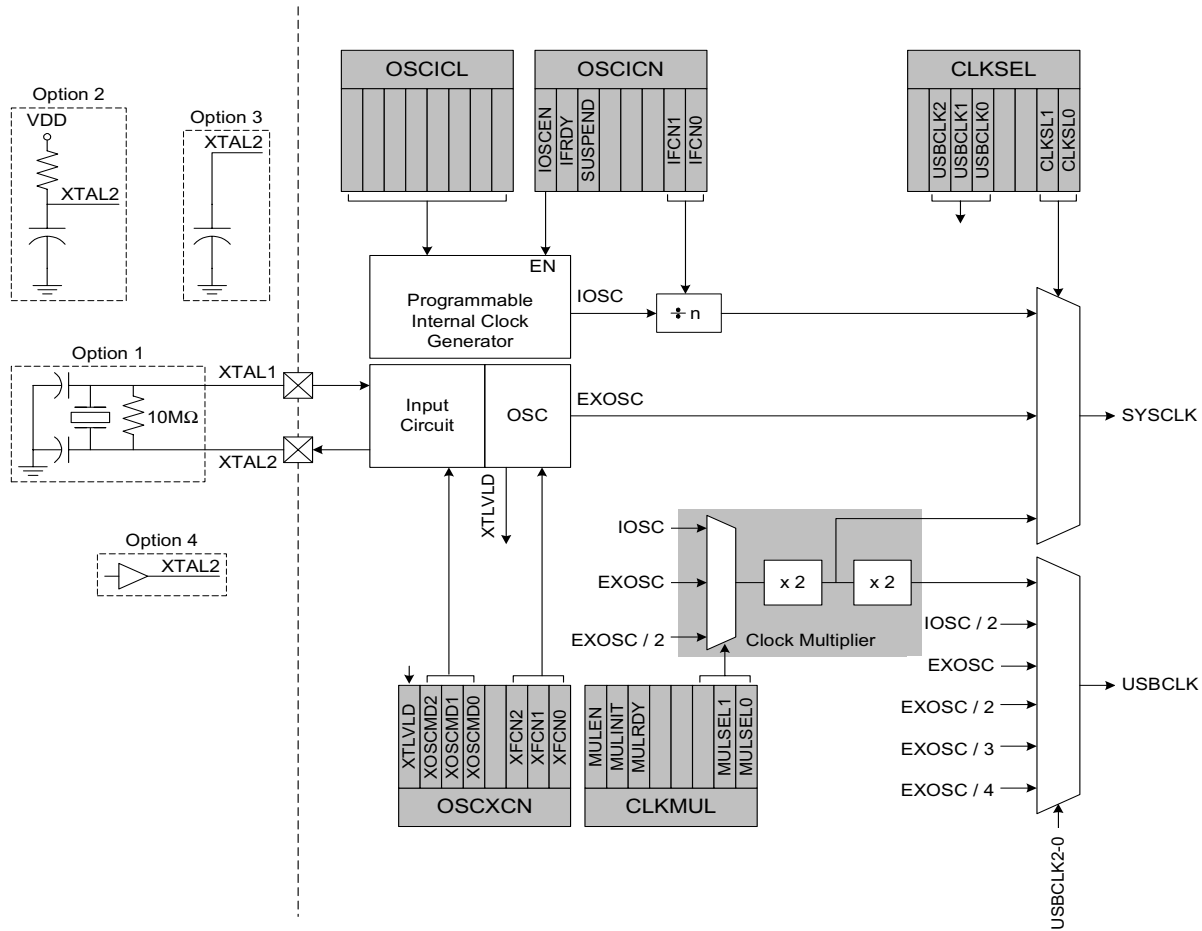 OSCICL
OSCICN
IOSCEN
IFRDY
SUSPEND
IFCN1
IFCN0
CLKSEL
USBCLK2
USBCLK1
USBCLK0
CLKSL1
CLKSL0
Option 2
VDD
XTAL2
Option 3
XTAL2
EN
Programmable
Internal Clock
Generator
IOSC
÷ n
Option 1
XTAL1
10MΩ
XTAL2
Input
Circuit
OSC
EXOSC
SYSCLK
XTLVLD
Option 4
XTAL2
IOSC
EXOSC
EXOSC / 2
x 2
x 2
Clock Multiplier
IOSC / 2
EXOSC
EXOSC / 2
EXOSC / 3
EXOSC / 4
USBCLK
USBCLK2-0
XTLVLD
XOSCMD2
XOSCMD1
XOSCMD0
XFCN2
XFCN1
XFCN0
OSCXCN
MULEN
MULINIT
MULRDY
MULSEL1
MULSEL0
CLKMUL